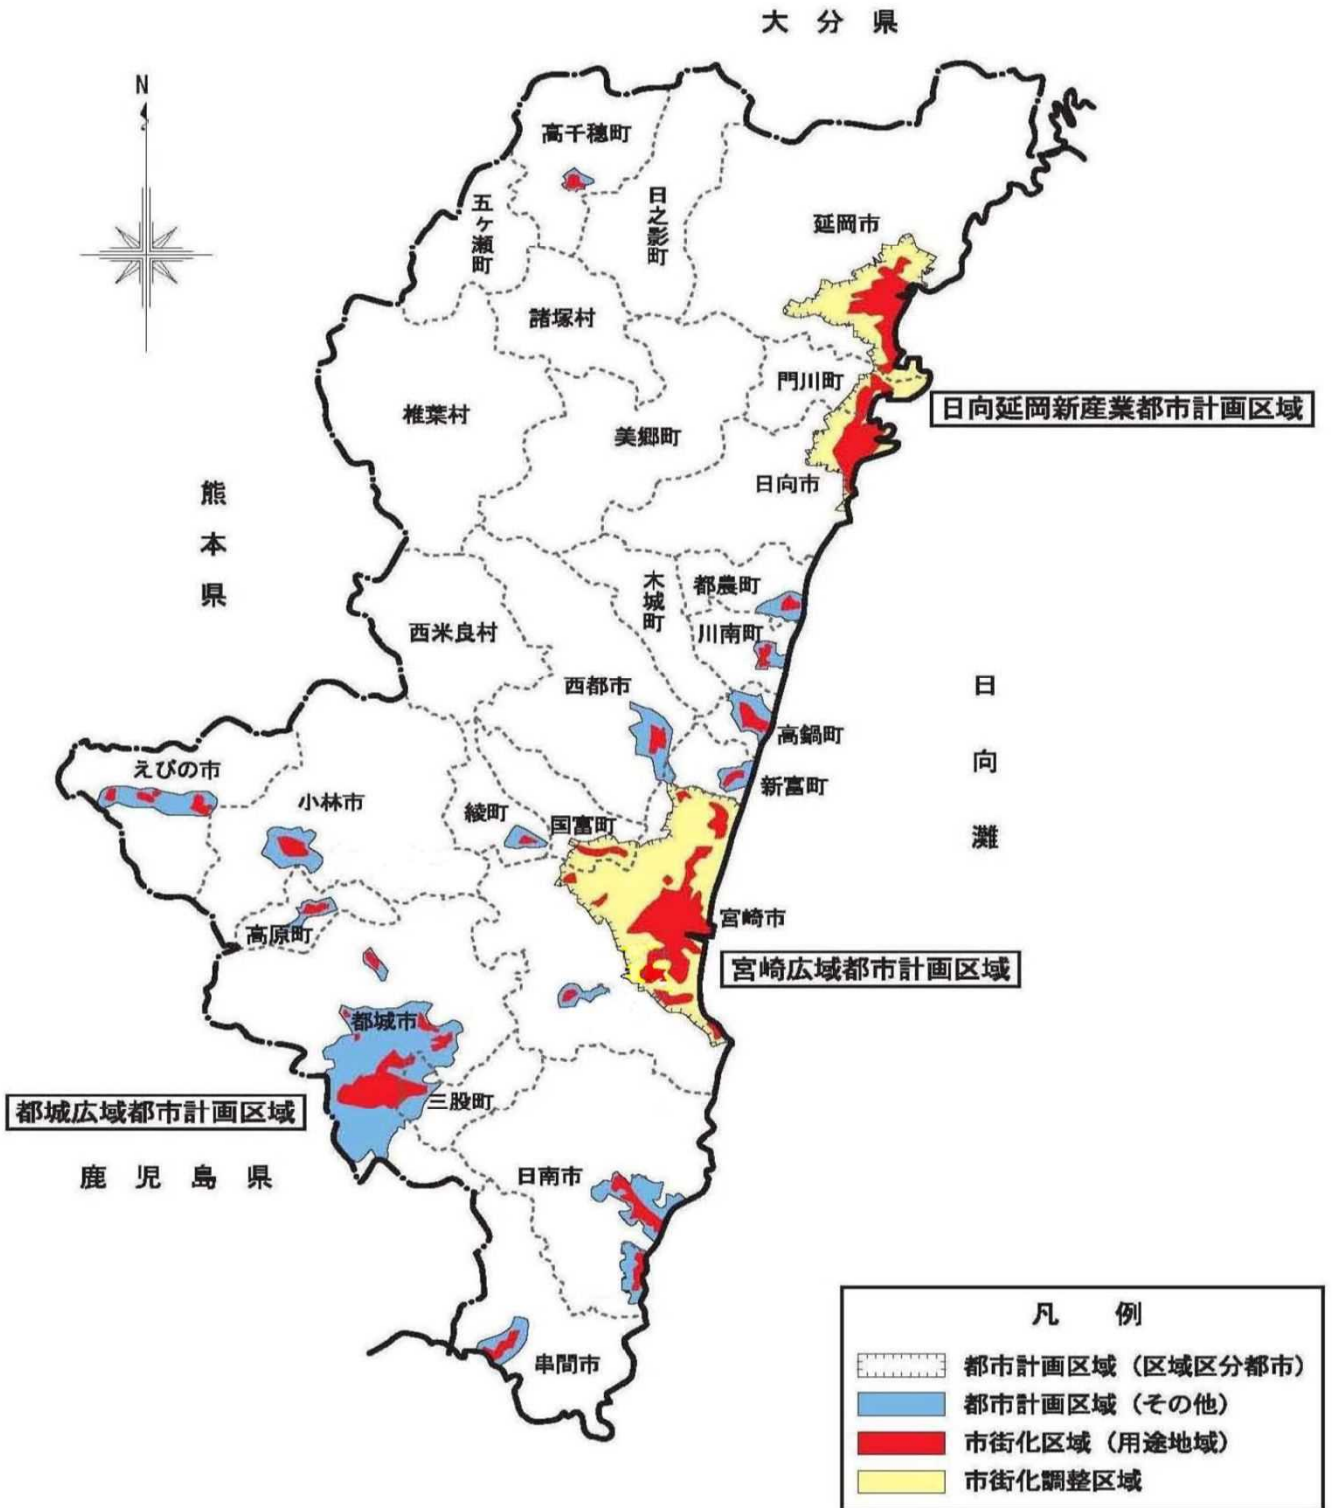 大分県
N
高千穂町
五ヶ瀬町
日之影町
延岡市
諸塚村
門川町
椎葉村
美郷町
日向延岡新産業都市計画区域
日向市
熊本県
都農町
木城町
川南町
西米良村
西都市
日向灘
高鍋町
えびの市
新富町
小林市
綾町
国富町
宮崎市
高原町
宮崎広域都市計画区域
都城市
三股町
都城広域都市計画区域
鹿児島県
日南市
串間市
凡例
都市計画区域（区域区分都市）
都市計画区域（その他）
市街化区域（用途地域）
市街化調整区域